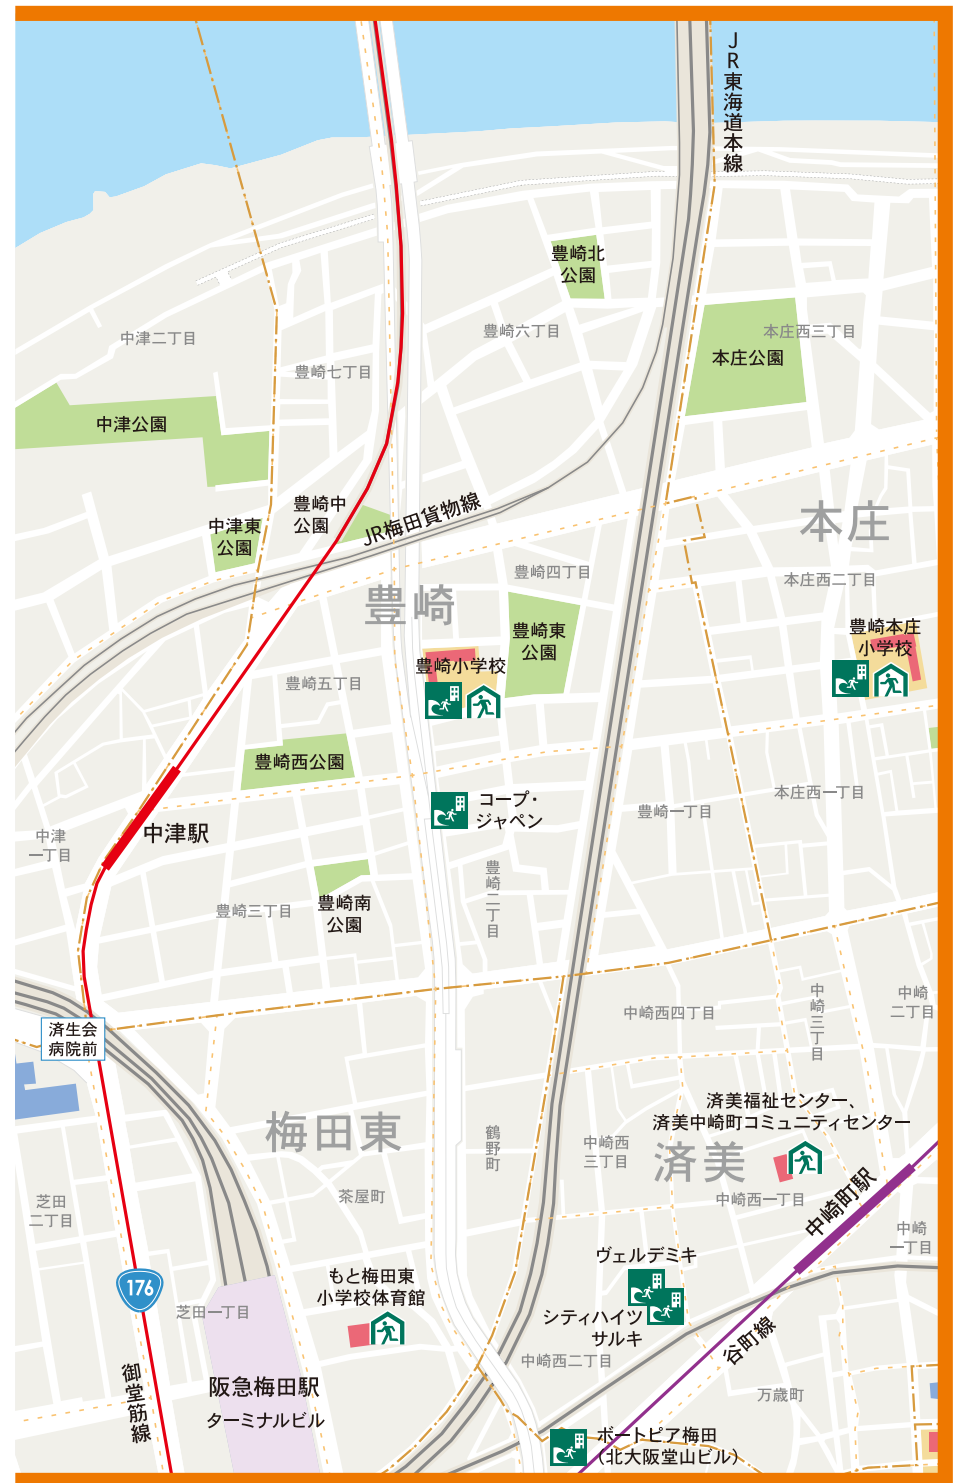 JR東海道本線
豊崎北
公園
中津二丁目
豊崎六丁目
本庄西三丁目
本庄公園
豊崎七丁目
中津公園
豊崎中
公園
JR梅田貨物線
中津東
公園
本庄
豊崎四丁目
本庄西二丁目
豊崎
豊崎東
公園
豊崎本庄
小学校
豊崎小学校
豊崎五丁目
豊崎西公園
コープ・
ジャペン
本庄西一丁目
豊崎一丁目
中津
一丁目
中津駅
豊崎二丁目
豊崎三丁目
豊崎南
公園
中崎三丁目
中崎
二丁目
中崎西四丁目
済生会
病院前
済美福祉センター、
済美中崎町コミュニティセンター
梅田東
鶴野町
中崎西
三丁目
済美
茶屋町
中崎西一丁目
中崎町駅
芝田
二丁目
中崎
一丁目
ヴェルデミキ
もと梅田東
小学校体育館
176
芝田一丁目
シティハイツ
サルキ
谷町線
中崎西二丁目
御堂筋線
阪急梅田駅
ターミナルビル
万歳町
ボートピア梅田
（北大阪堂山ビル）